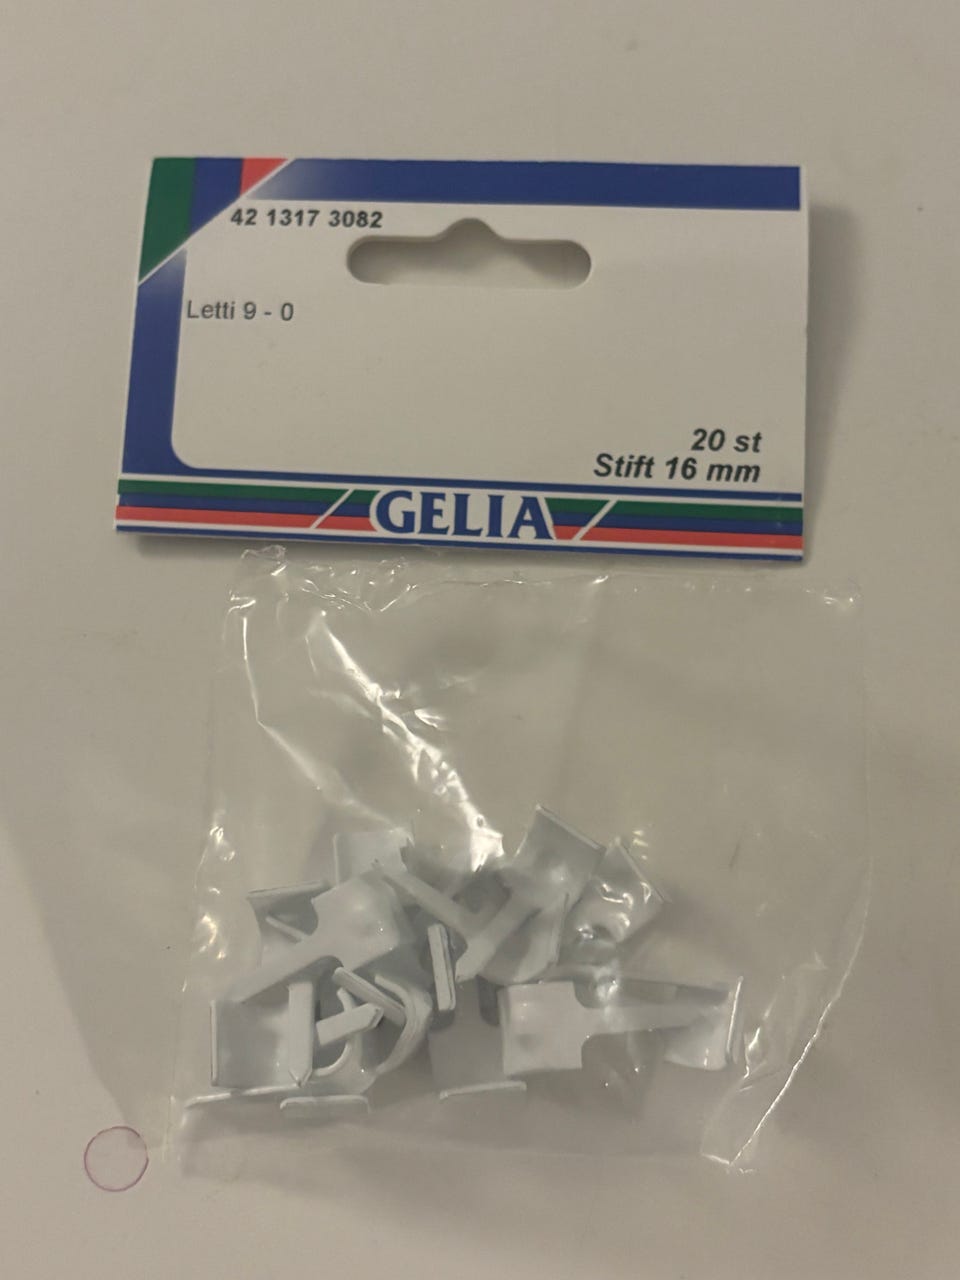 42 1317 3082
Letti 9 - 0
20 st
Stift 16 mm
GELIA